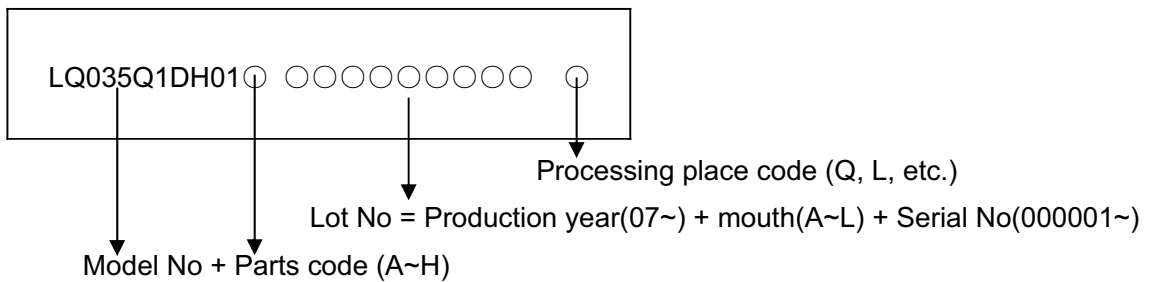 LQ035Q1DH01○ ○○○○○○○○○ ○
Processing place code (Q, L, etc.)
Lot No = Production year(07~) + mouth(A~L) + Serial No(000001~)
Model No + Parts code (A~H)